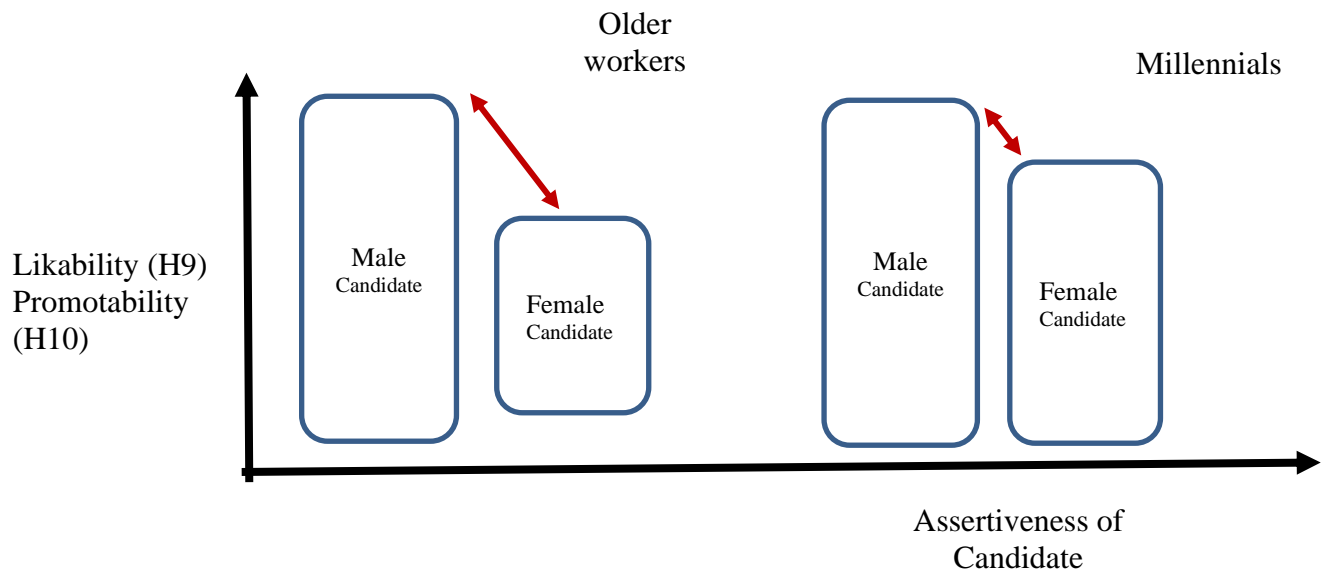 Older
workers
Millennials
Likability (H9)
Promotability
(H10)
Male
Candidate
Female
Candidate
Male
Candidate
Female
Candidate
Assertiveness of
Candidate